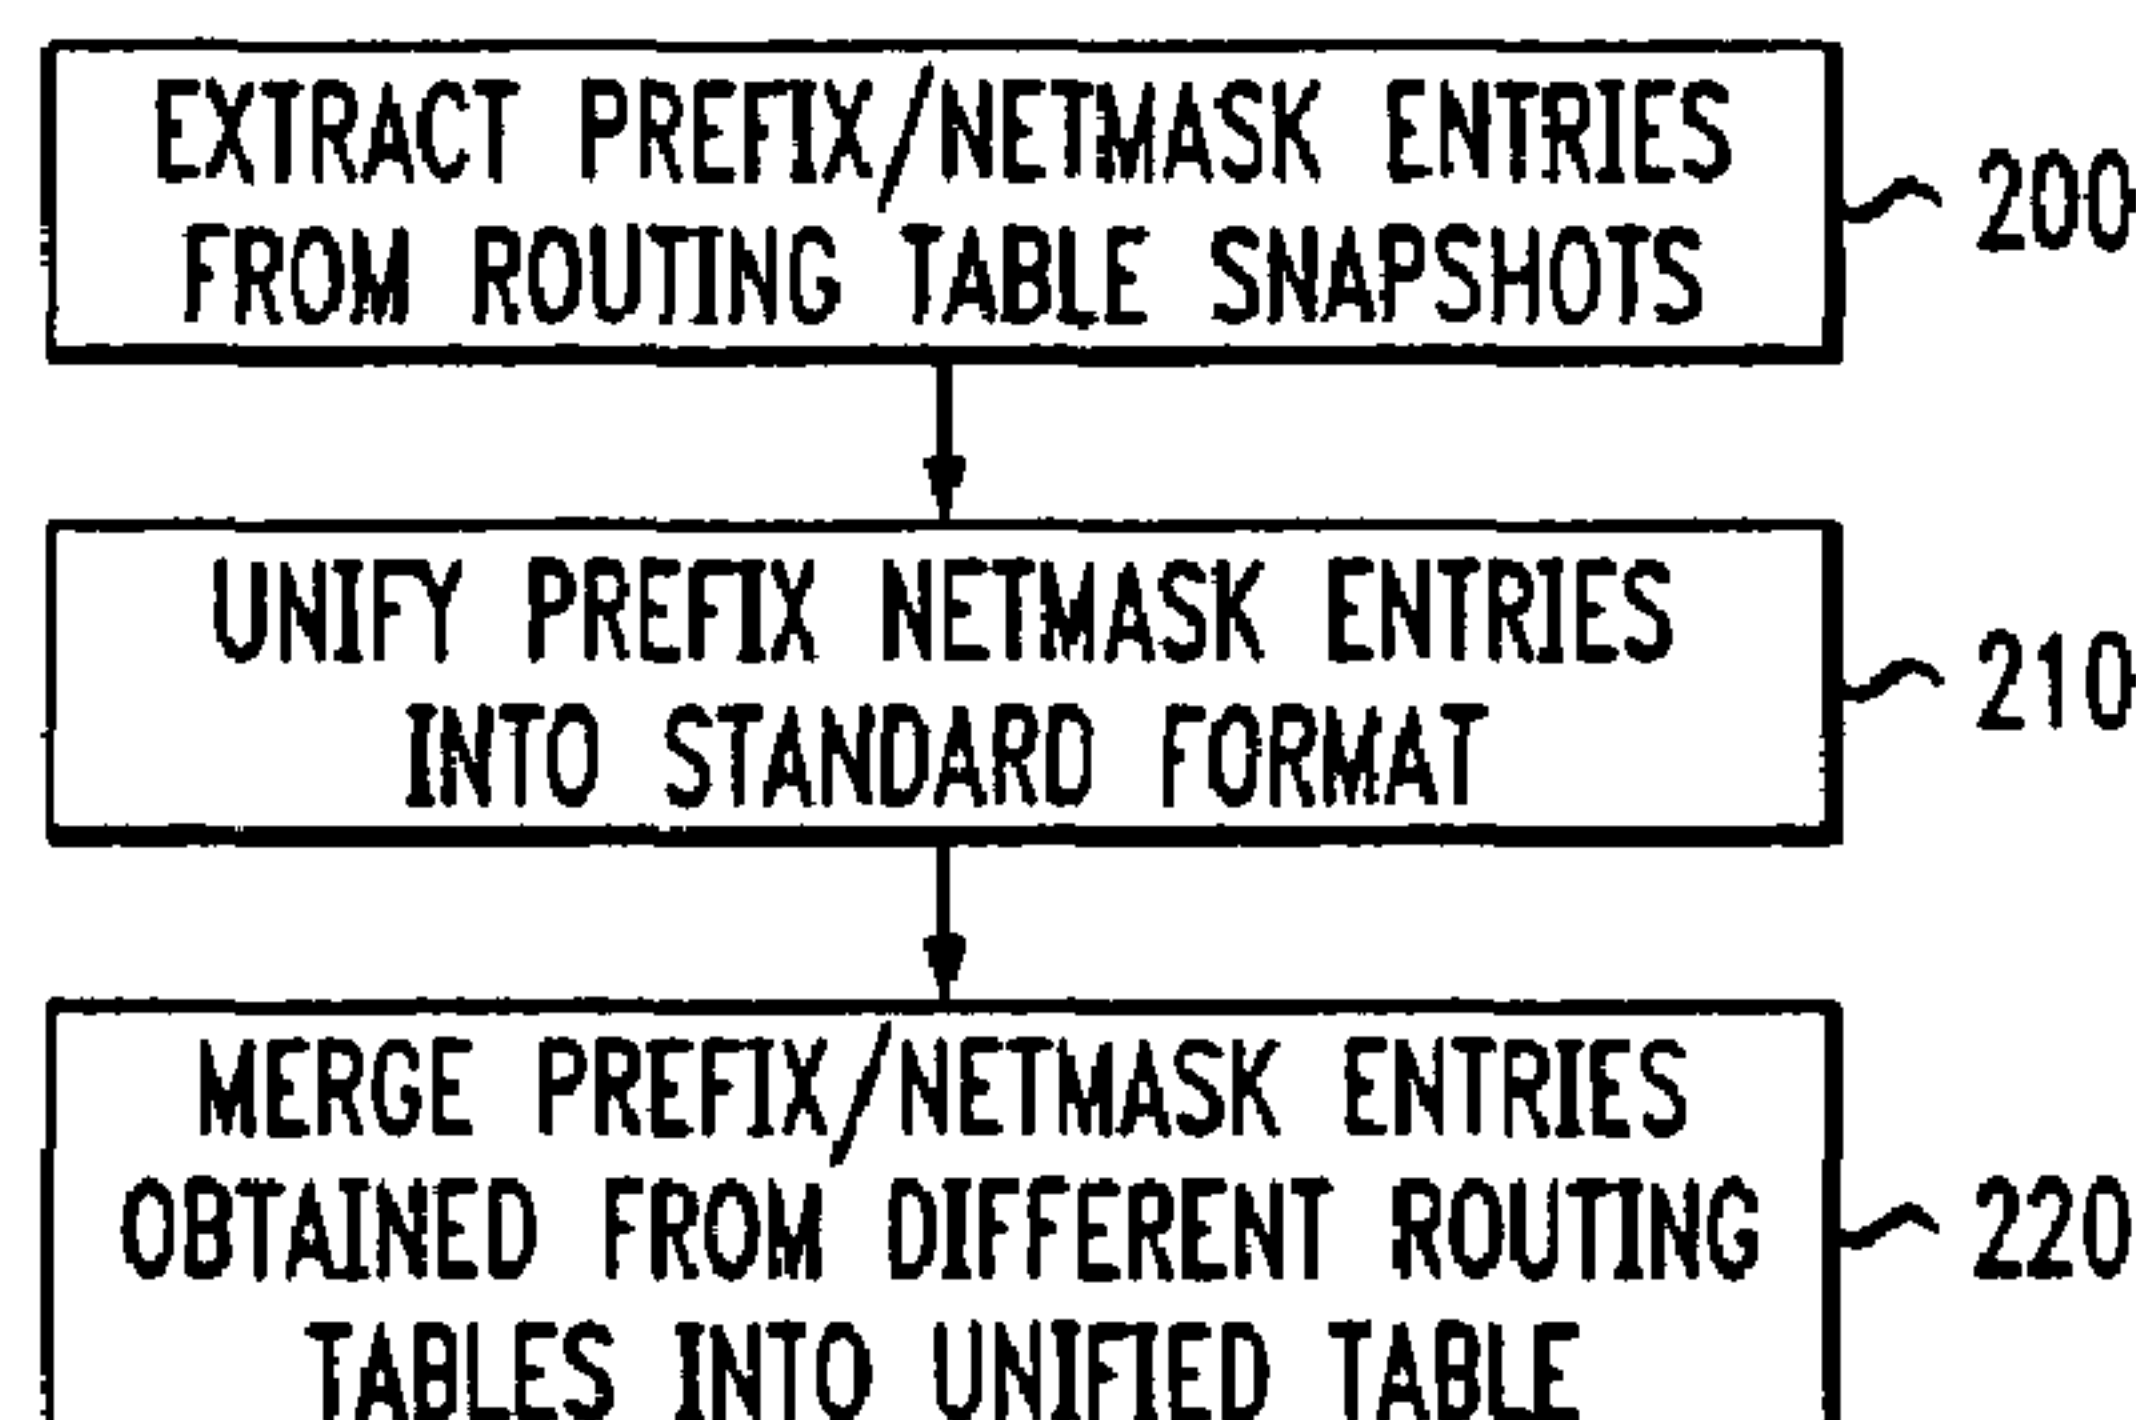 EXTRACT PREFIX/NETMASK ENTRIES
FROM ROUTING TABLE SNAPSHOTS
200
UNIFY PREFIX NETMASK ENTRIES
INTO STANDARD FORMAT
210
MERGE PREFIX/NETMASK ENTRIES
OBTAINED FROM DIFFERENT ROUTING
TABLES INTO UNIFIED TABLE
220